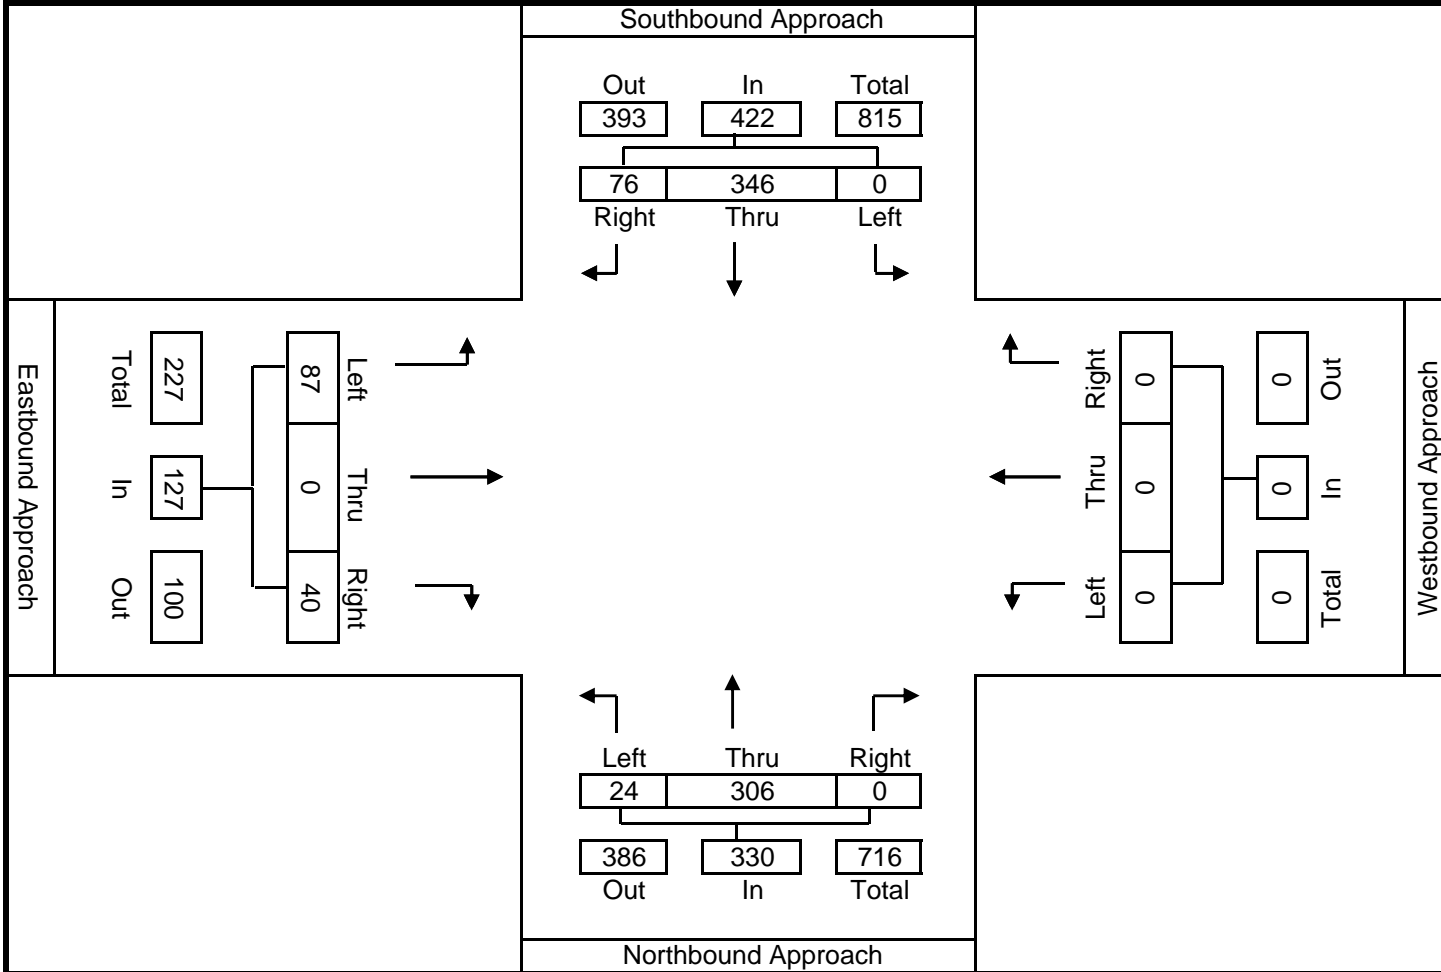 Southbound Approach
Out In Total
393 422 815
76 346 0
Right Thru Left
Eastbound Approach
Total In Out
227 127 100
87 0 40
Left Thru Right
Right Thru Left
0 0 0
0 0 0
Out In Total
Westbound Approach
Left Thru Right
24 306 0
386 330 716
Out In Total
Northbound Approach